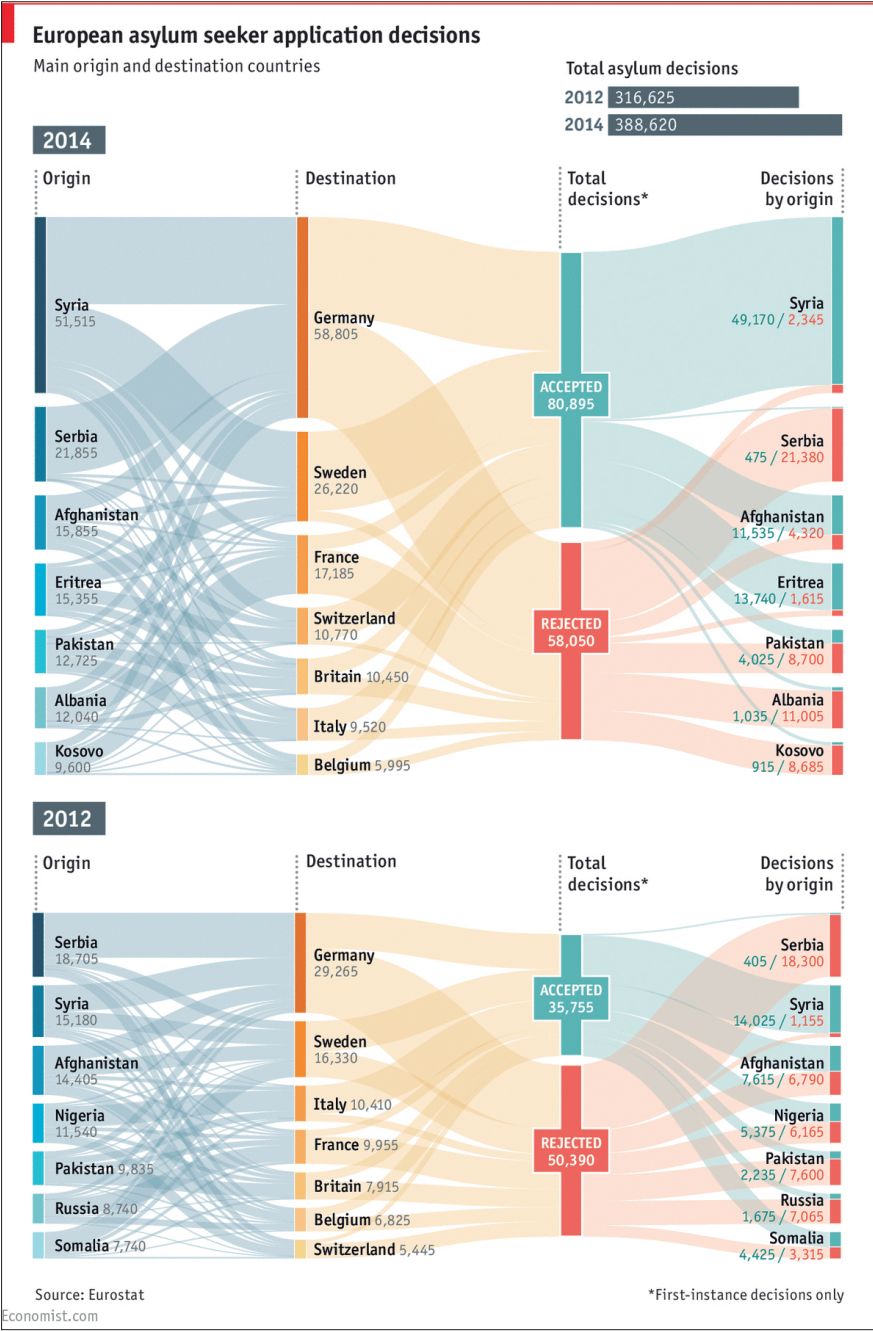 European asylum seeker application decisions
Main origin and destination countries
Total asylum decisions
2012 316,625
2014 388,620
2014
Origin
Destination
Total
decisions*
Decisions
by origin
Syria
51,515
Serbia
21,855
Afghanistan
15,855
Eritrea
15,355
Pakistan
12,725
Albania
12,040
Kosovo
9,600
Germany
58,805
Sweden
26,220
France
17,185
Switzerland
10,770
Britain 10,450
Italy 9,520
Belgium 5,995
ACCEPTED
80,895
REJECTED
58,050
Syria
49,170 / 2,345
Serbia
475 / 21,380
Afghanistan
11,535 / 4,320
Eritrea
13,740 / 1,615
Pakistan
4,025 / 8,700
Albania
1,035 / 11,005
Kosovo
915 / 8,685
2012
Origin
Destination
Total
decisions*
Decisions
by origin
Serbia
18,705
Syria
15,180
Afghanistan
14,405
Nigeria
11,540
Pakistan 9,835
Russia 8,740
Somalia 7,740
Germany
29,265
Sweden
16,330
Italy 10,410
France 9,955
Britain 7,915
Belgium 6,825
Switzerland 5,445
ACCEPTED
35,755
REJECTED
50,390
Serbia
405 / 18,300
Syria
14,025 / 1,155
Afghanistan
7,615 / 6,790
Nigeria
5,375 / 6,165
Pakistan
2,235 / 7,600
Russia
1,675 / 7,065
Somalia
4,425 / 3,315
Source: Eurostat
*First-instance decisions only
Economist.com